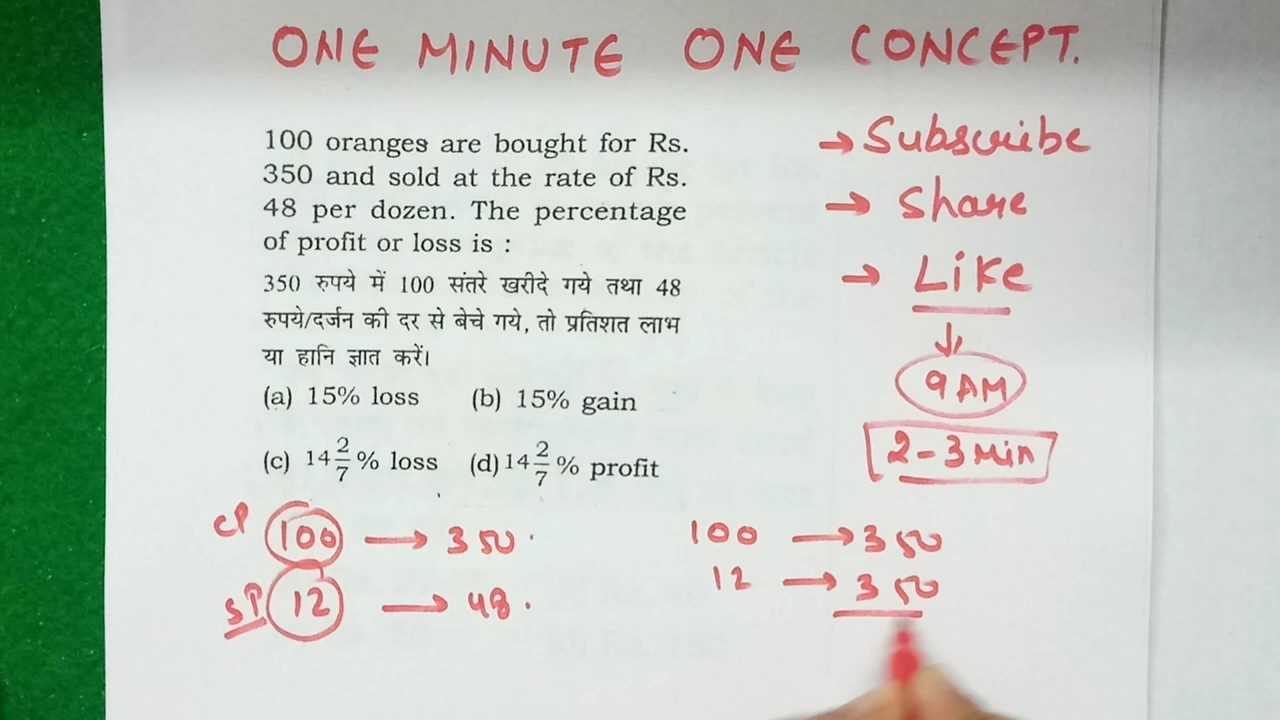 ONE MINUTE ONE CONCEPT.
100 oranges are bought for Rs.
350 and sold at the rate of Rs.
48 per dozen. The percentage
of profit or loss is :
350 रुपये में 100 संतरे खरीदे गये तथा 48
रुपये/दर्जन की दर से बेचे गये, तो प्रतिशत लाभ
या हानि ज्ञात करें।
(a) 15% loss (b) 15% gain
(c) 14 2/7 % loss (d) 14 2/7 % profit
→ Subscribe
→ Share
→ Like
↓
9 AM
2-3 Min
CP 100 → 350.
SP 12 → 48.
100 → 350
12 → 350